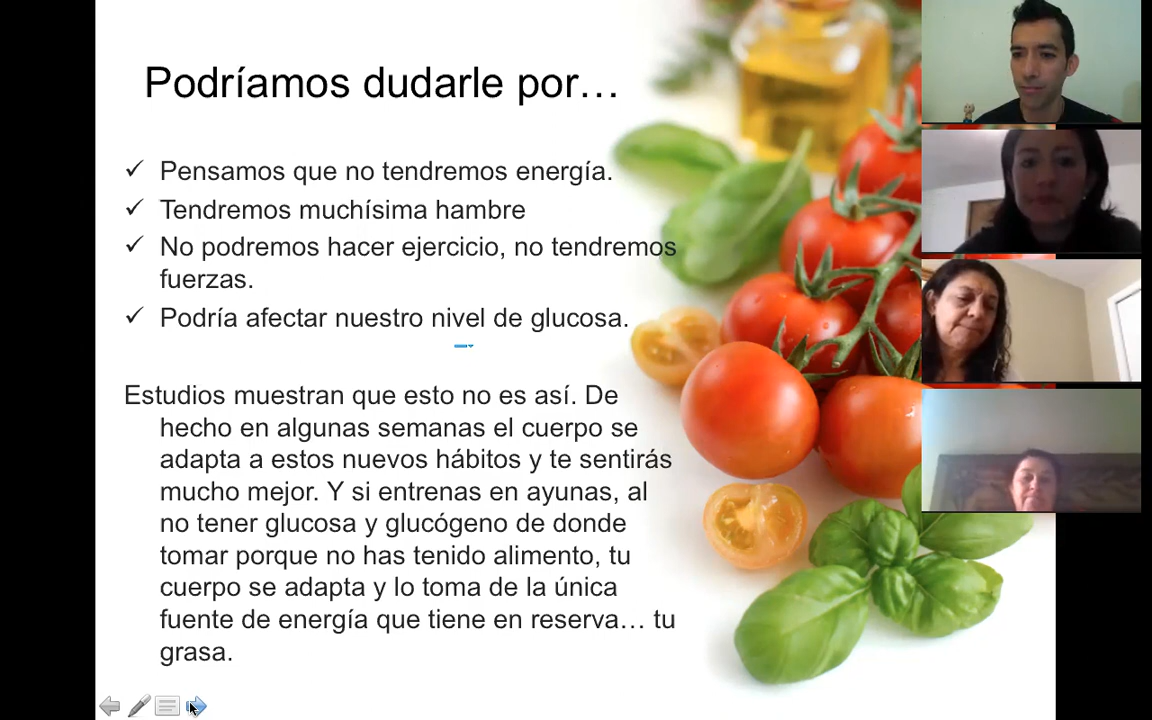 Podríamos dudarle por…
✓ Pensamos que no tendremos energía.
✓ Tendremos muchísima hambre
✓ No podremos hacer ejercicio, no tendremos
fuerzas.
✓ Podría afectar nuestro nivel de glucosa.
Estudios muestran que esto no es así. De
hecho en algunas semanas el cuerpo se
adapta a estos nuevos hábitos y te sentirás
mucho mejor. Y si entrenas en ayunas, al
no tener glucosa y glucógeno de donde
tomar porque no has tenido alimento, tu
cuerpo se adapta y lo toma de la única
fuente de energía que tiene en reserva… tu
grasa.